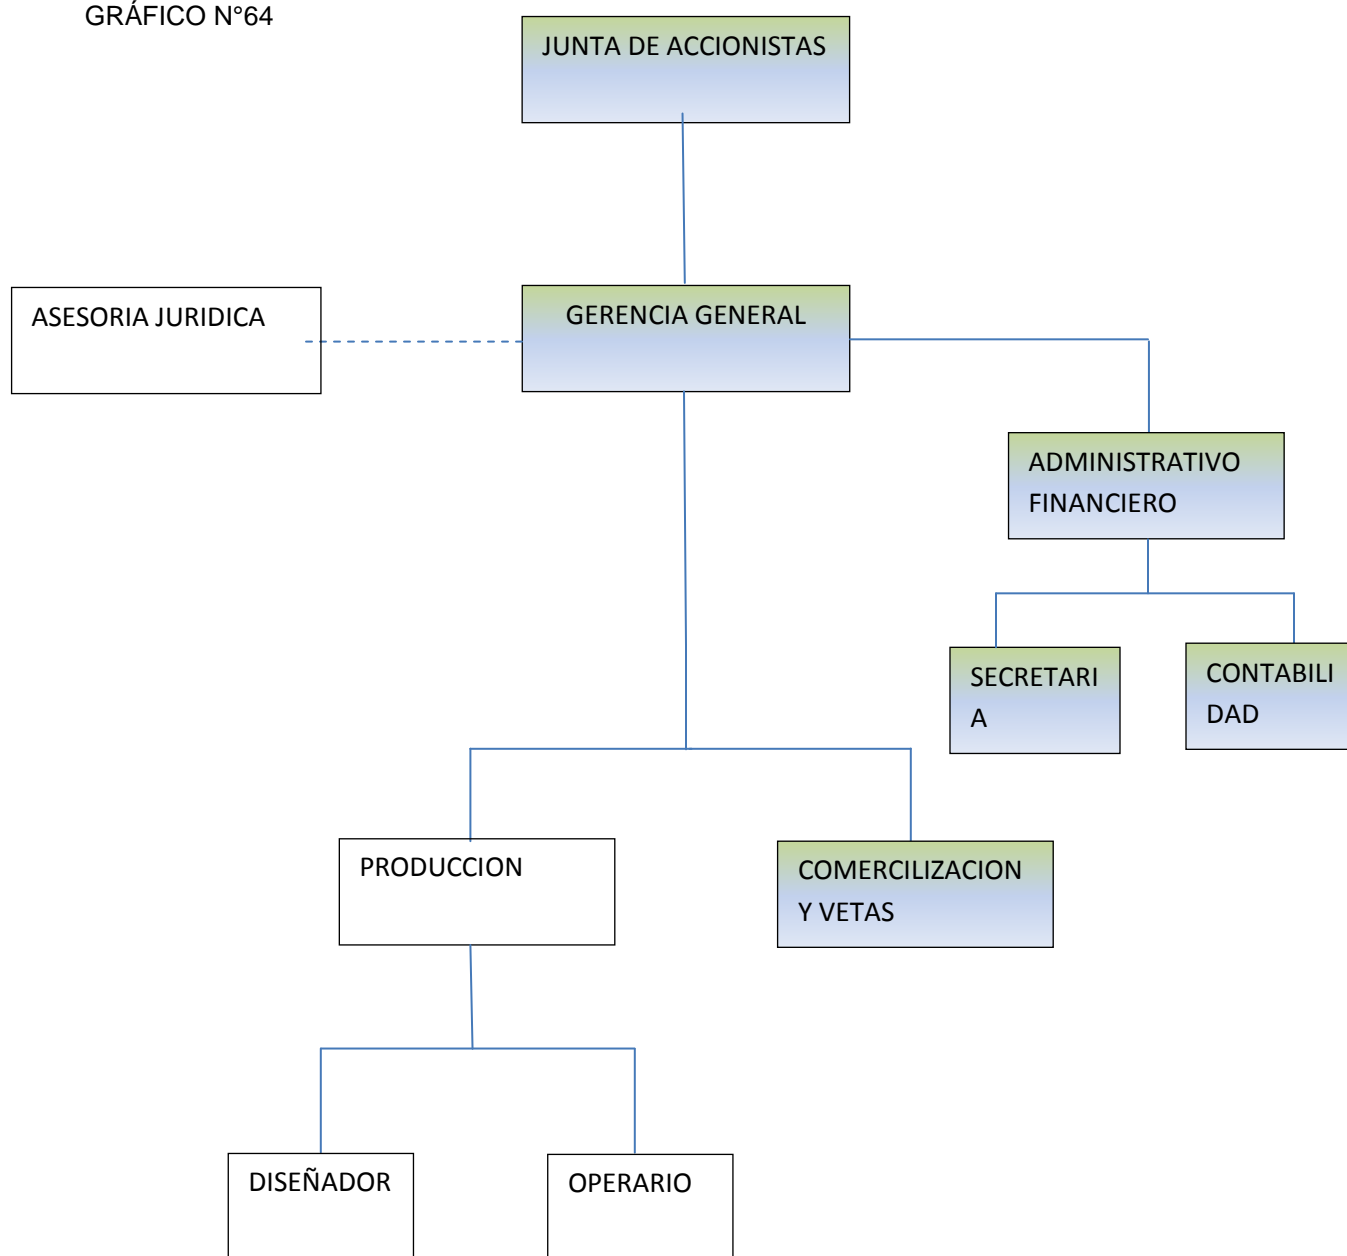 GRÁFICO N°64
JUNTA DE ACCIONISTAS
ASESORIA JURIDICA
GERENCIA GENERAL
ADMINISTRATIVO
FINANCIERO
SECRETARI
A
CONTABILI
DAD
PRODUCCION
COMERCILIZACION
Y VETAS
DISEÑADOR
OPERARIO